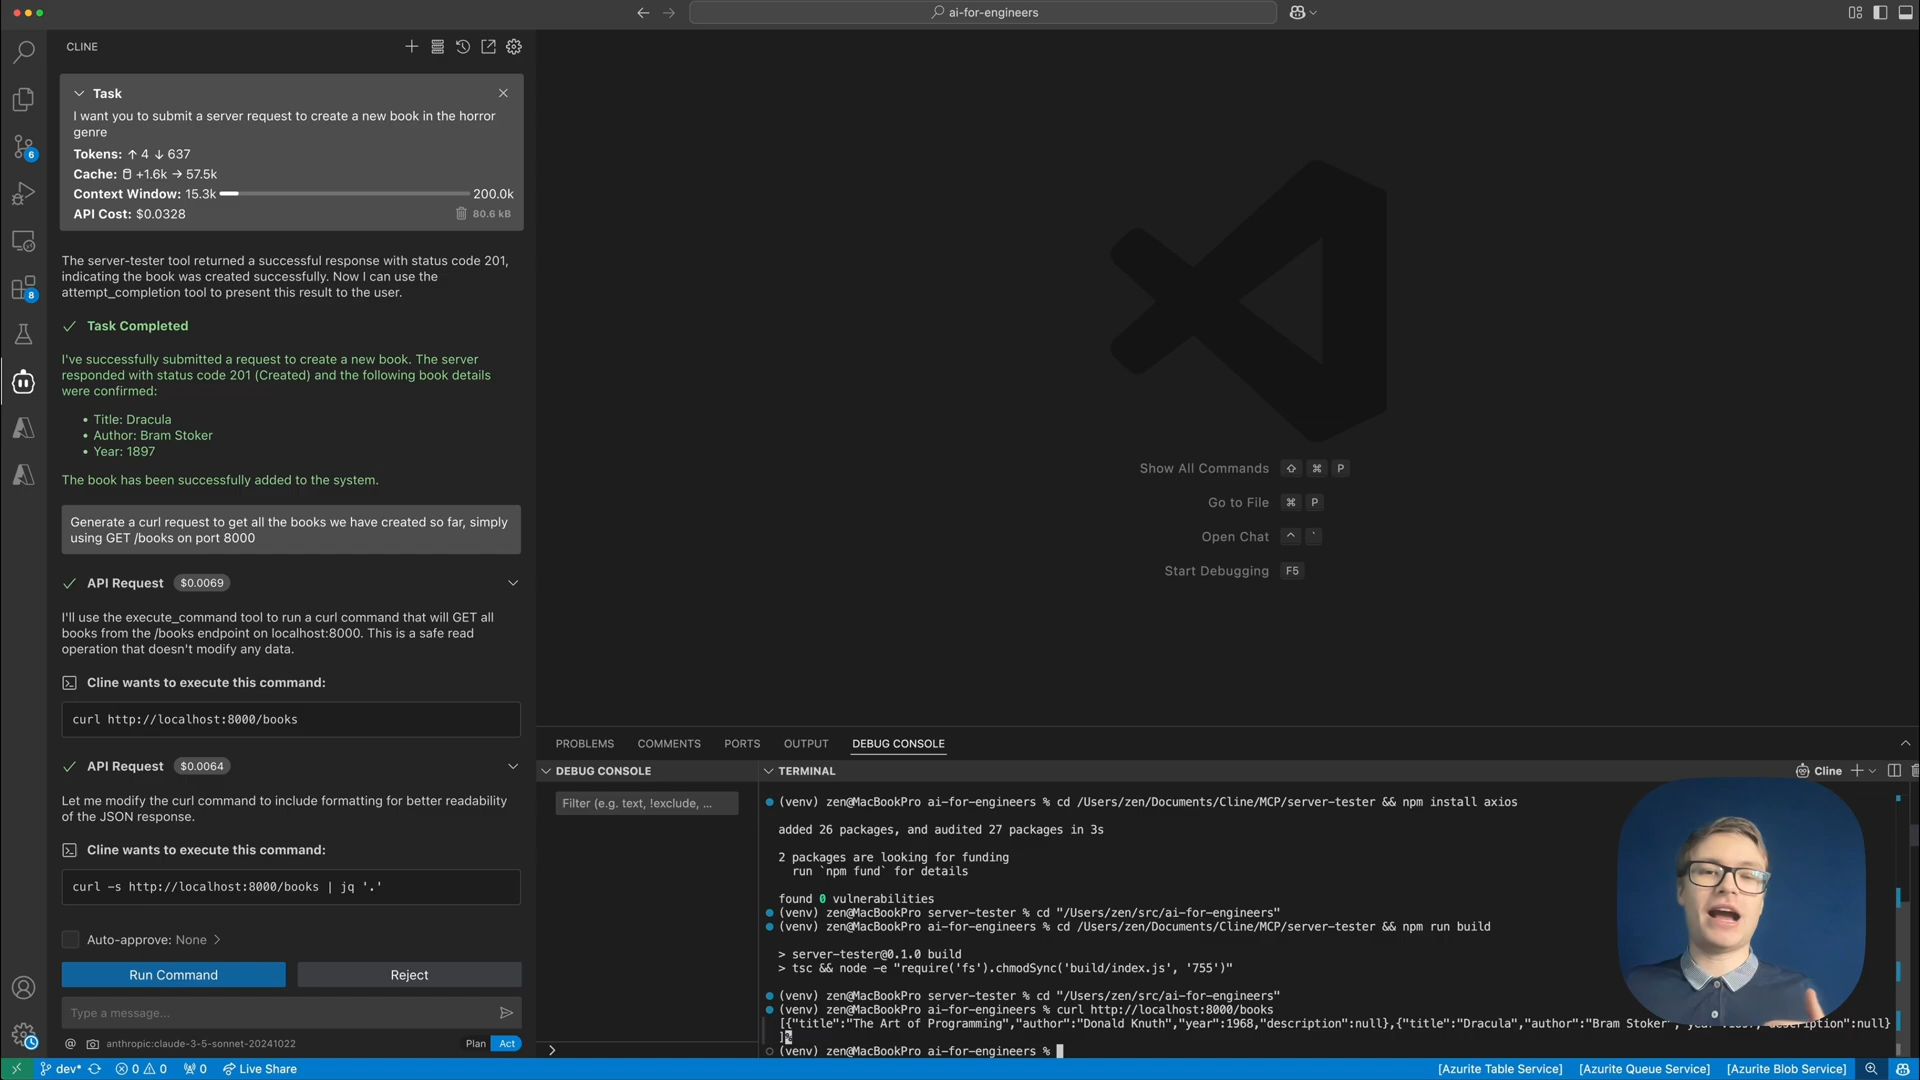 ai-for-engineers
CLINE
Task
I want you to submit a server request to create a new book in the horror
genre
Tokens: ↑ 4 ↓ 637
Cache: +1.6k → 57.5k
Context Window: 15.3k 200.0k
API Cost: $0.0328 80.6 kB
6
8
The server-tester tool returned a successful response with status code 201,
indicating the book was created successfully. Now I can use the
attempt_completion tool to present this result to the user.
Task Completed
I've successfully submitted a request to create a new book. The server
responded with status code 201 (Created) and the following book details
were confirmed:
• Title: Dracula
• Author: Bram Stoker
• Year: 1897
The book has been successfully added to the system.
Generate a curl request to get all the books we have created so far, simply
using GET /books on port 8000
API Request $0.0069
I'll use the execute_command tool to run a curl command that will GET all
books from the /books endpoint on localhost:8000. This is a safe read
operation that doesn't modify any data.
Cline wants to execute this command:
curl http://localhost:8000/books
API Request $0.0064
Let me modify the curl command to include formatting for better readability
of the JSON response.
Cline wants to execute this command:
curl -s http://localhost:8000/books | jq '.'
Auto-approve: None >
Run Command
Reject
Type a message...
@ anthropic:claude-3-5-sonnet-20241022
Plan Act
Show All Commands ⇧ ⌘ P
Go to File ⌘ P
Open Chat ^ `
Start Debugging F5
PROBLEMS COMMENTS PORTS OUTPUT DEBUG CONSOLE
DEBUG CONSOLE
Filter (e.g. text, !exclude, ...
>
TERMINAL
Cline
(venv) zen@MacBookPro ai-for-engineers % cd /Users/zen/Documents/Cline/MCP/server-tester && npm install axios
added 26 packages, and audited 27 packages in 3s
2 packages are looking for funding
run `npm fund` for details
found 0 vulnerabilities
(venv) zen@MacBookPro server-tester % cd "/Users/zen/src/ai-for-engineers"
(venv) zen@MacBookPro ai-for-engineers % cd /Users/zen/Documents/Cline/MCP/server-tester && npm run build
> server-tester@0.1.0 build
> tsc && node -e "require('fs').chmodSync('build/index.js', '755')"
(venv) zen@MacBookPro server-tester % cd "/Users/zen/src/ai-for-engineers"
(venv) zen@MacBookPro ai-for-engineers % curl http://localhost:8000/books
[{"title":"The Art of Programming","author":"Donald Knuth","year":1968,"description":null},{"title":"Dracula","author":"Bram Stoker" :null}
]%
(venv) zen@MacBookPro ai-for-engineers %
dev* 0 0 0 Live Share
[Azurite Table Service] [Azurite Queue Service] [Azurite Blob Service]